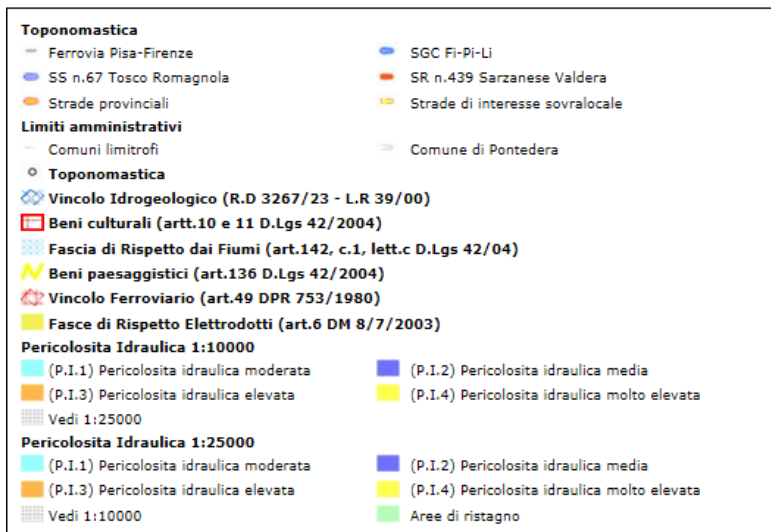 Toponomastica
Ferrovia Pisa-Firenze SGC Fi-Pi-Li
SS n.67 Tosco Romagnola SR n.439 Sarzanese Valdera
Strade provinciali Strade di interesse sovralocale
Limiti amministrativi
Comuni limitrofi Comune di Pontedera
Toponomastica
Vincolo Idrogeologico (R.D 3267/23 - L.R 39/00)
Beni culturali (artt.10 e 11 D.Lgs 42/2004)
Fascia di Rispetto dai Fiumi (art.142, c.1, lett.c D.Lgs 42/04)
Beni paesaggistici (art.136 D.Lgs 42/2004)
Vincolo Ferroviario (art.49 DPR 753/1980)
Fasce di Rispetto Elettrodotti (art.6 DM 8/7/2003)
Pericolosita Idraulica 1:10000
(P.I.1) Pericolosita idraulica moderata (P.I.2) Pericolosita idraulica media
(P.I.3) Pericolosita idraulica elevata (P.I.4) Pericolosita idraulica molto elevata
Vedi 1:25000
Pericolosita Idraulica 1:25000
(P.I.1) Pericolosita idraulica moderata (P.I.2) Pericolosita idraulica media
(P.I.3) Pericolosita idraulica elevata (P.I.4) Pericolosita idraulica molto elevata
Vedi 1:10000 Aree di ristagno